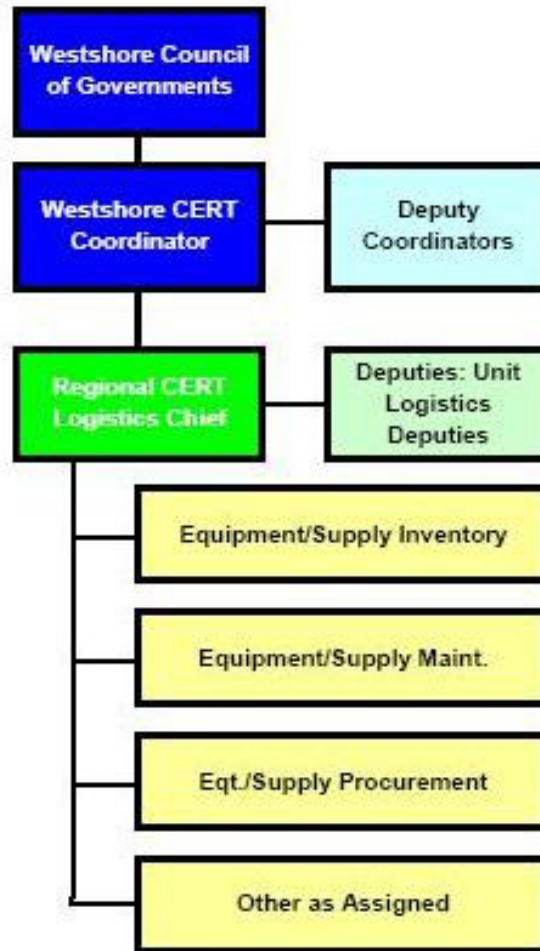 Westshore Council
of Governments
Westshore CERT
Coordinator
Deputy
Coordinators
Regional CERT
Logistics Chief
Deputies: Unit
Logistics
Deputies
Equipment/Supply Inventory
Equipment/Supply Maint.
Eqt./Supply Procurement
Other as Assigned